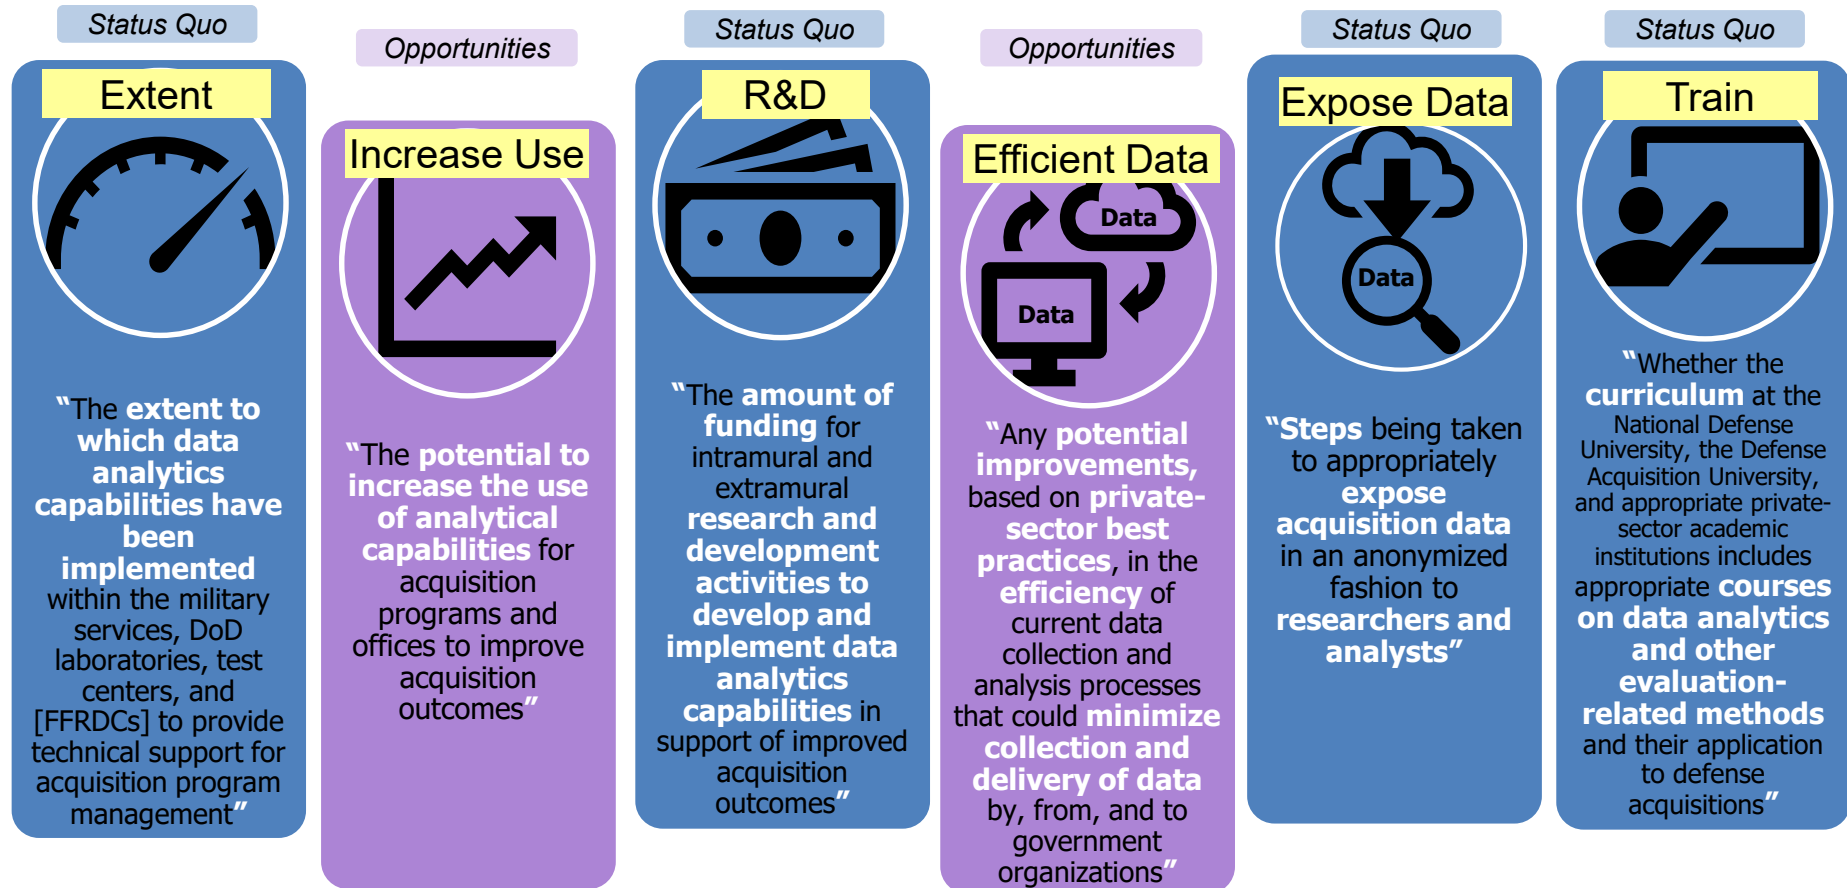 Status Quo
Extent
“The extent to
which data
analytics
capabilities have
been
implemented
within the military
services, DoD
laboratories, test
centers, and
[FFRDCs] to provide
technical support for
acquisition program
management”
Opportunities
Increase Use
“The potential to
increase the use
of analytical
capabilities for
acquisition
programs and
offices to improve
acquisition
outcomes”
Status Quo
R&D
“The amount of
funding for
intramural and
extramural
research and
development
activities to
develop and
implement data
analytics
capabilities in
support of improved
acquisition
outcomes”
Opportunities
Efficient Data
Data
Data
“Any potential
improvements,
based on private-
sector best
practices, in the
efficiency of
current data
collection and
analysis processes
that could minimize
collection and
delivery of data
by, from, and to
government
organizations”
Status Quo
Expose Data
Data
“Steps being taken
to appropriately
expose
acquisition data
in an anonymized
fashion to
researchers and
analysts”
Status Quo
Train
“Whether the
curriculum at the
National Defense
University, the Defense
Acquisition University,
and appropriate private-
sector academic
institutions includes
appropriate courses
on data analytics
and other
evaluation-
related methods
and their application
to defense
acquisitions”